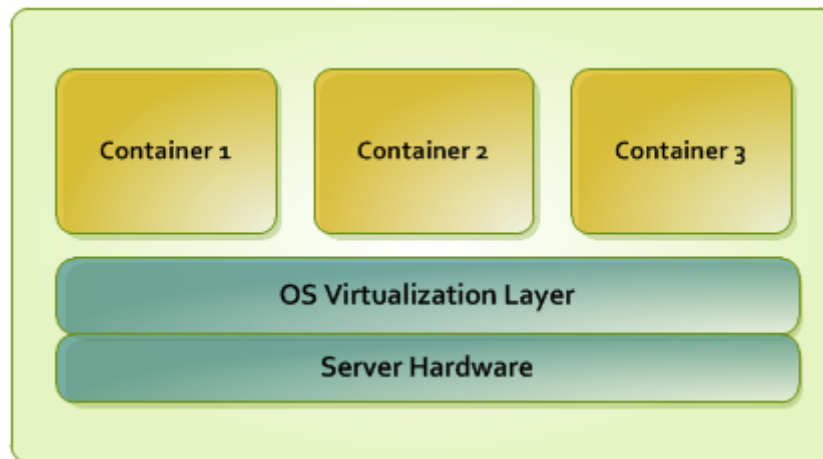 Container 1
Container 2
Container 3
OS Virtualization Layer
Server Hardware